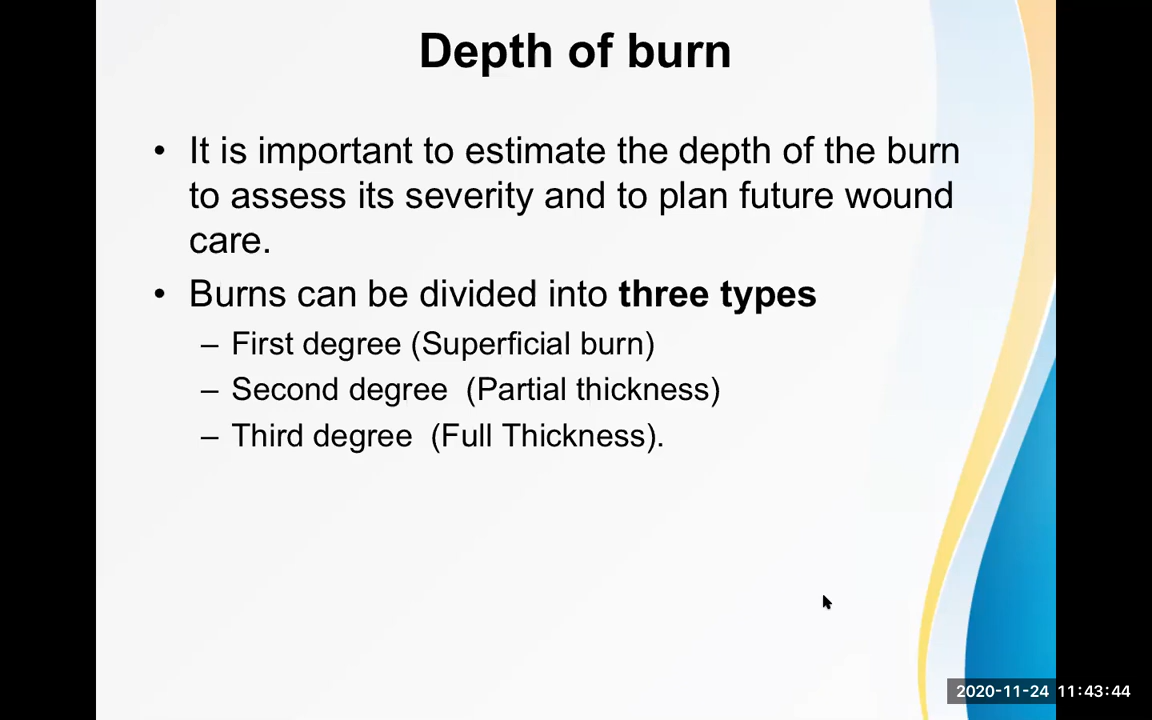 Depth of burn
• It is important to estimate the depth of the burn
to assess its severity and to plan future wound
care.
• Burns can be divided into three types
– First degree (Superficial burn)
– Second degree  (Partial thickness)
– Third degree  (Full Thickness).
2020-11-24 11:43:44